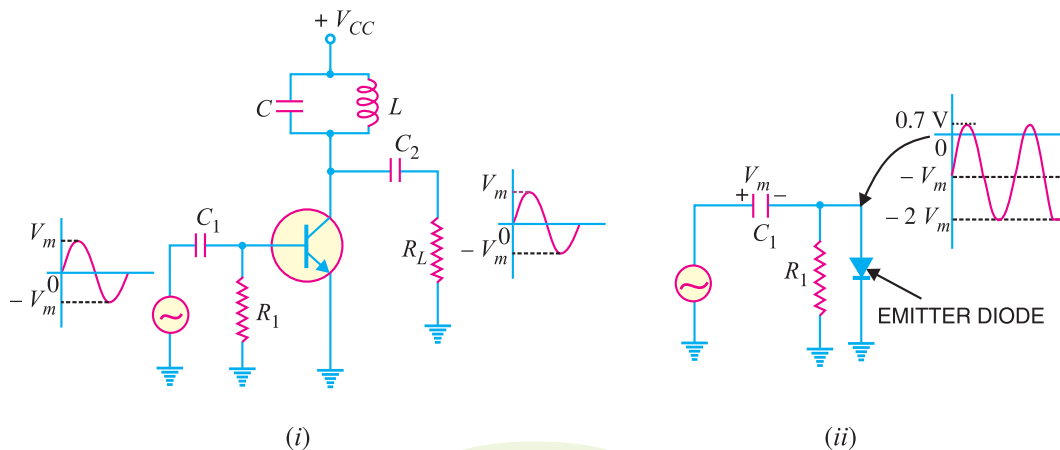 + V_CC
C
L
C_2
V_m
0
– V_m
R_L
V_m
0
– V_m
C_1
R_1
(i)
0.7 V
0
– V_m
– 2 V_m
V_m
+ –
C_1
R_1
EMITTER DIODE
(ii)